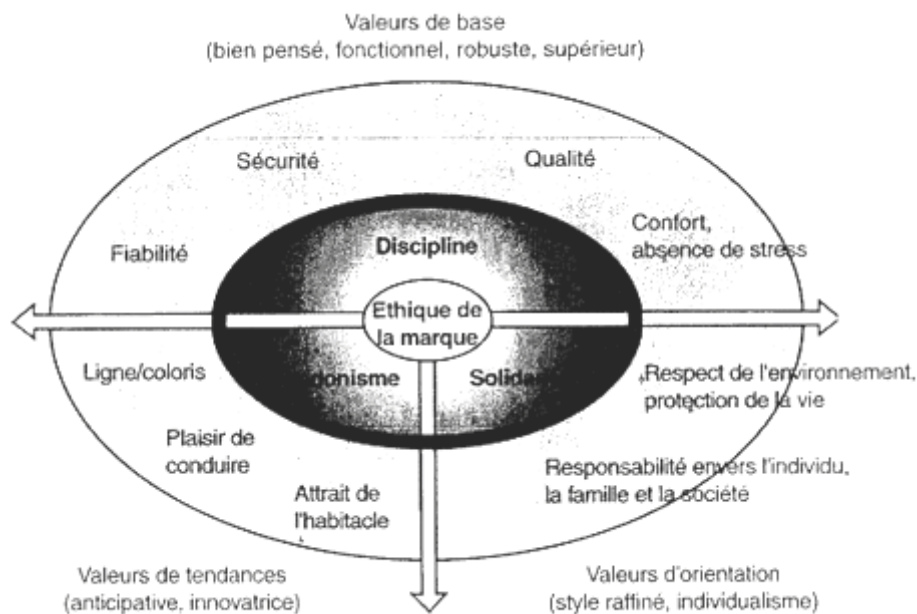 Valeurs de base
(bien pensé, fonctionnel, robuste, supérieur)
Sécurité
Qualité
Fiabilité
Discipline
Confort,
absence de stress
Ethique de
la marque
Ligne/coloris
Plaisir de
conduire
Attrait de
l'habitacle
Respect de l'environnement,
protection de la vie
Responsabilité envers l'individu,
la famille et la société
Valeurs de tendances
(anticipative, innovatrice)
Valeurs d'orientation
(style raffiné, individualisme)